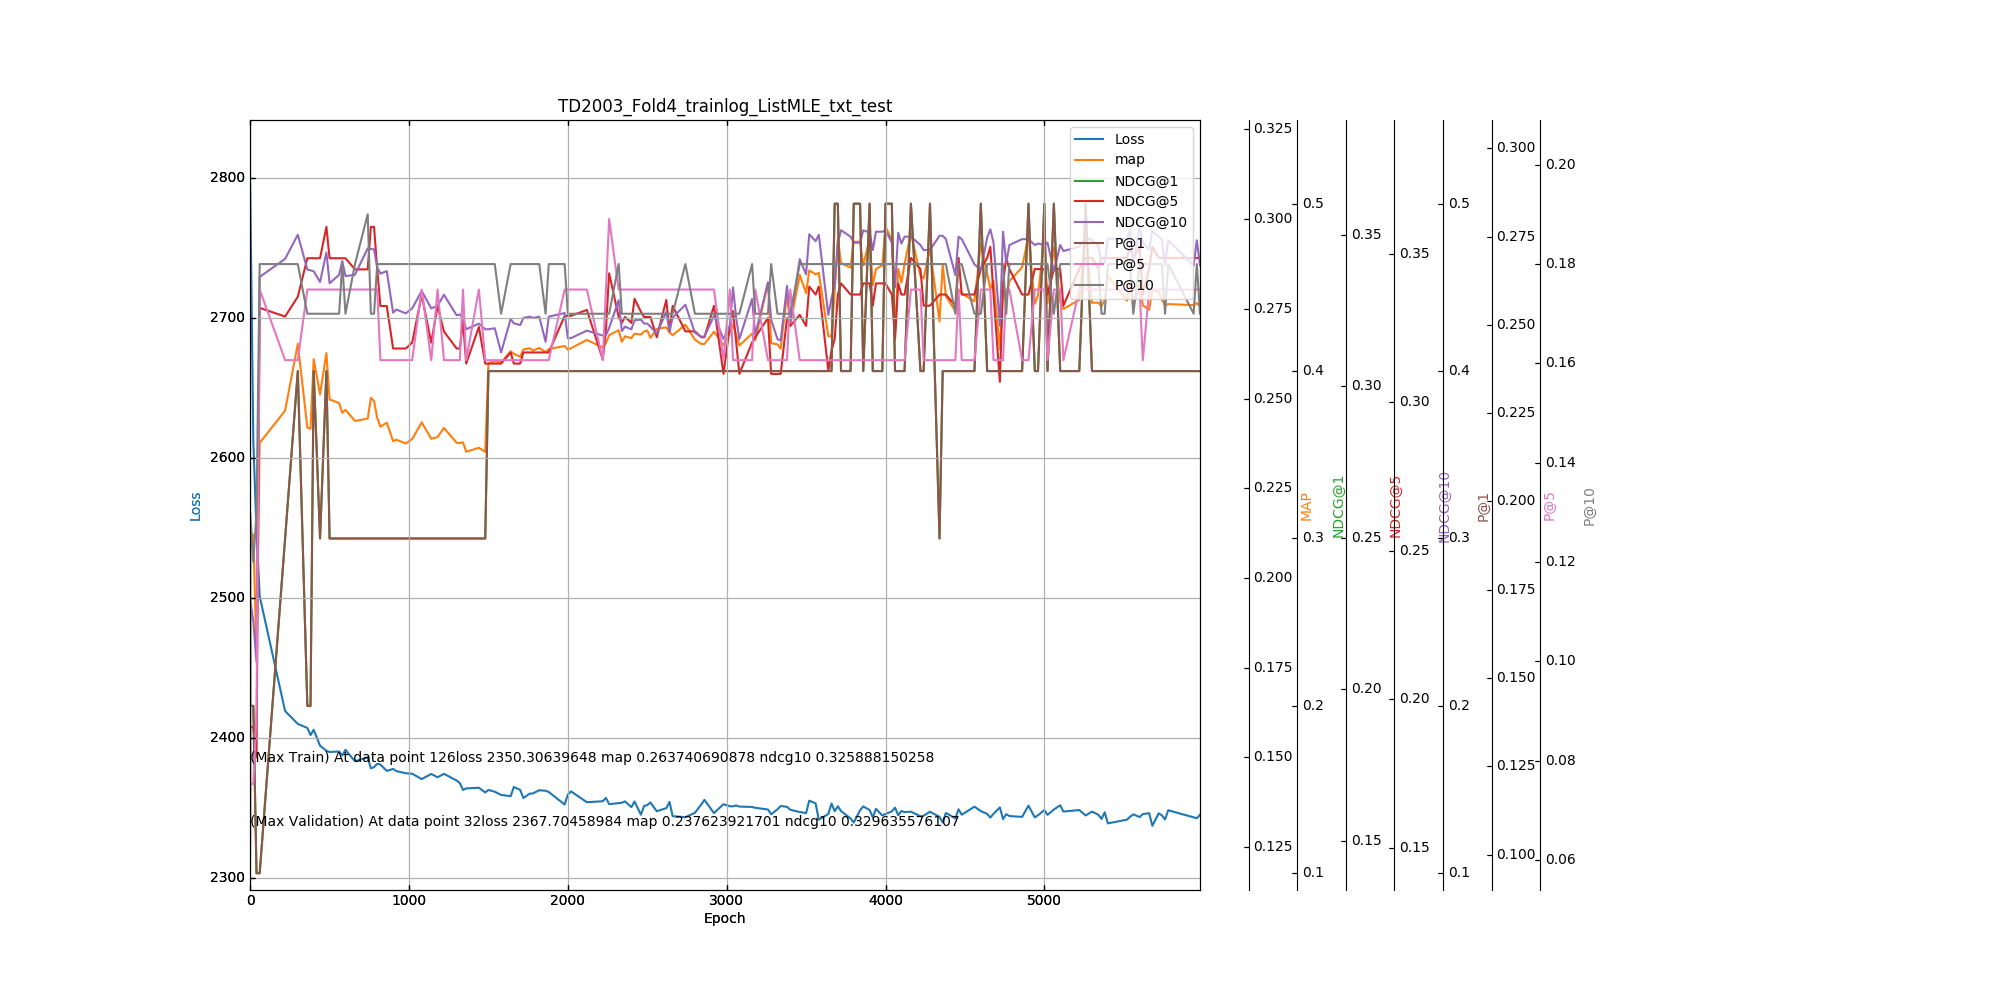 TD2003_Fold4_trainlog_ListMLE_txt_test
Loss
map
NDCG@1
NDCG@5
NDCG@10
P@1
P@5
P@10
2800
2700
2600
2500
2400
2300
Loss
(Max Train) At data point 126loss 2350.30639648 map 0.263740690878 ndcg10 0.325888150258
(Max Validation) At data point 32loss 2367.70458984 map 0.237623921701 ndcg10 0.329635576107
0 1000 2000 3000 4000 5000
Epoch
0.325
0.300
0.275
0.250
0.225
0.200
0.175
0.150
0.125
MAP
0.5
0.4
0.3
0.2
0.1
NDCG@1
0.35
0.30
0.25
0.20
0.15
NDCG@5
0.35
0.30
0.25
0.20
0.15
NDCG@10
0.5
0.4
0.3
0.2
0.1
P@1
0.300
0.275
0.250
0.225
0.200
0.175
0.150
0.125
0.100
P@5
0.20
0.18
0.16
0.14
0.12
0.10
0.08
0.06
P@10